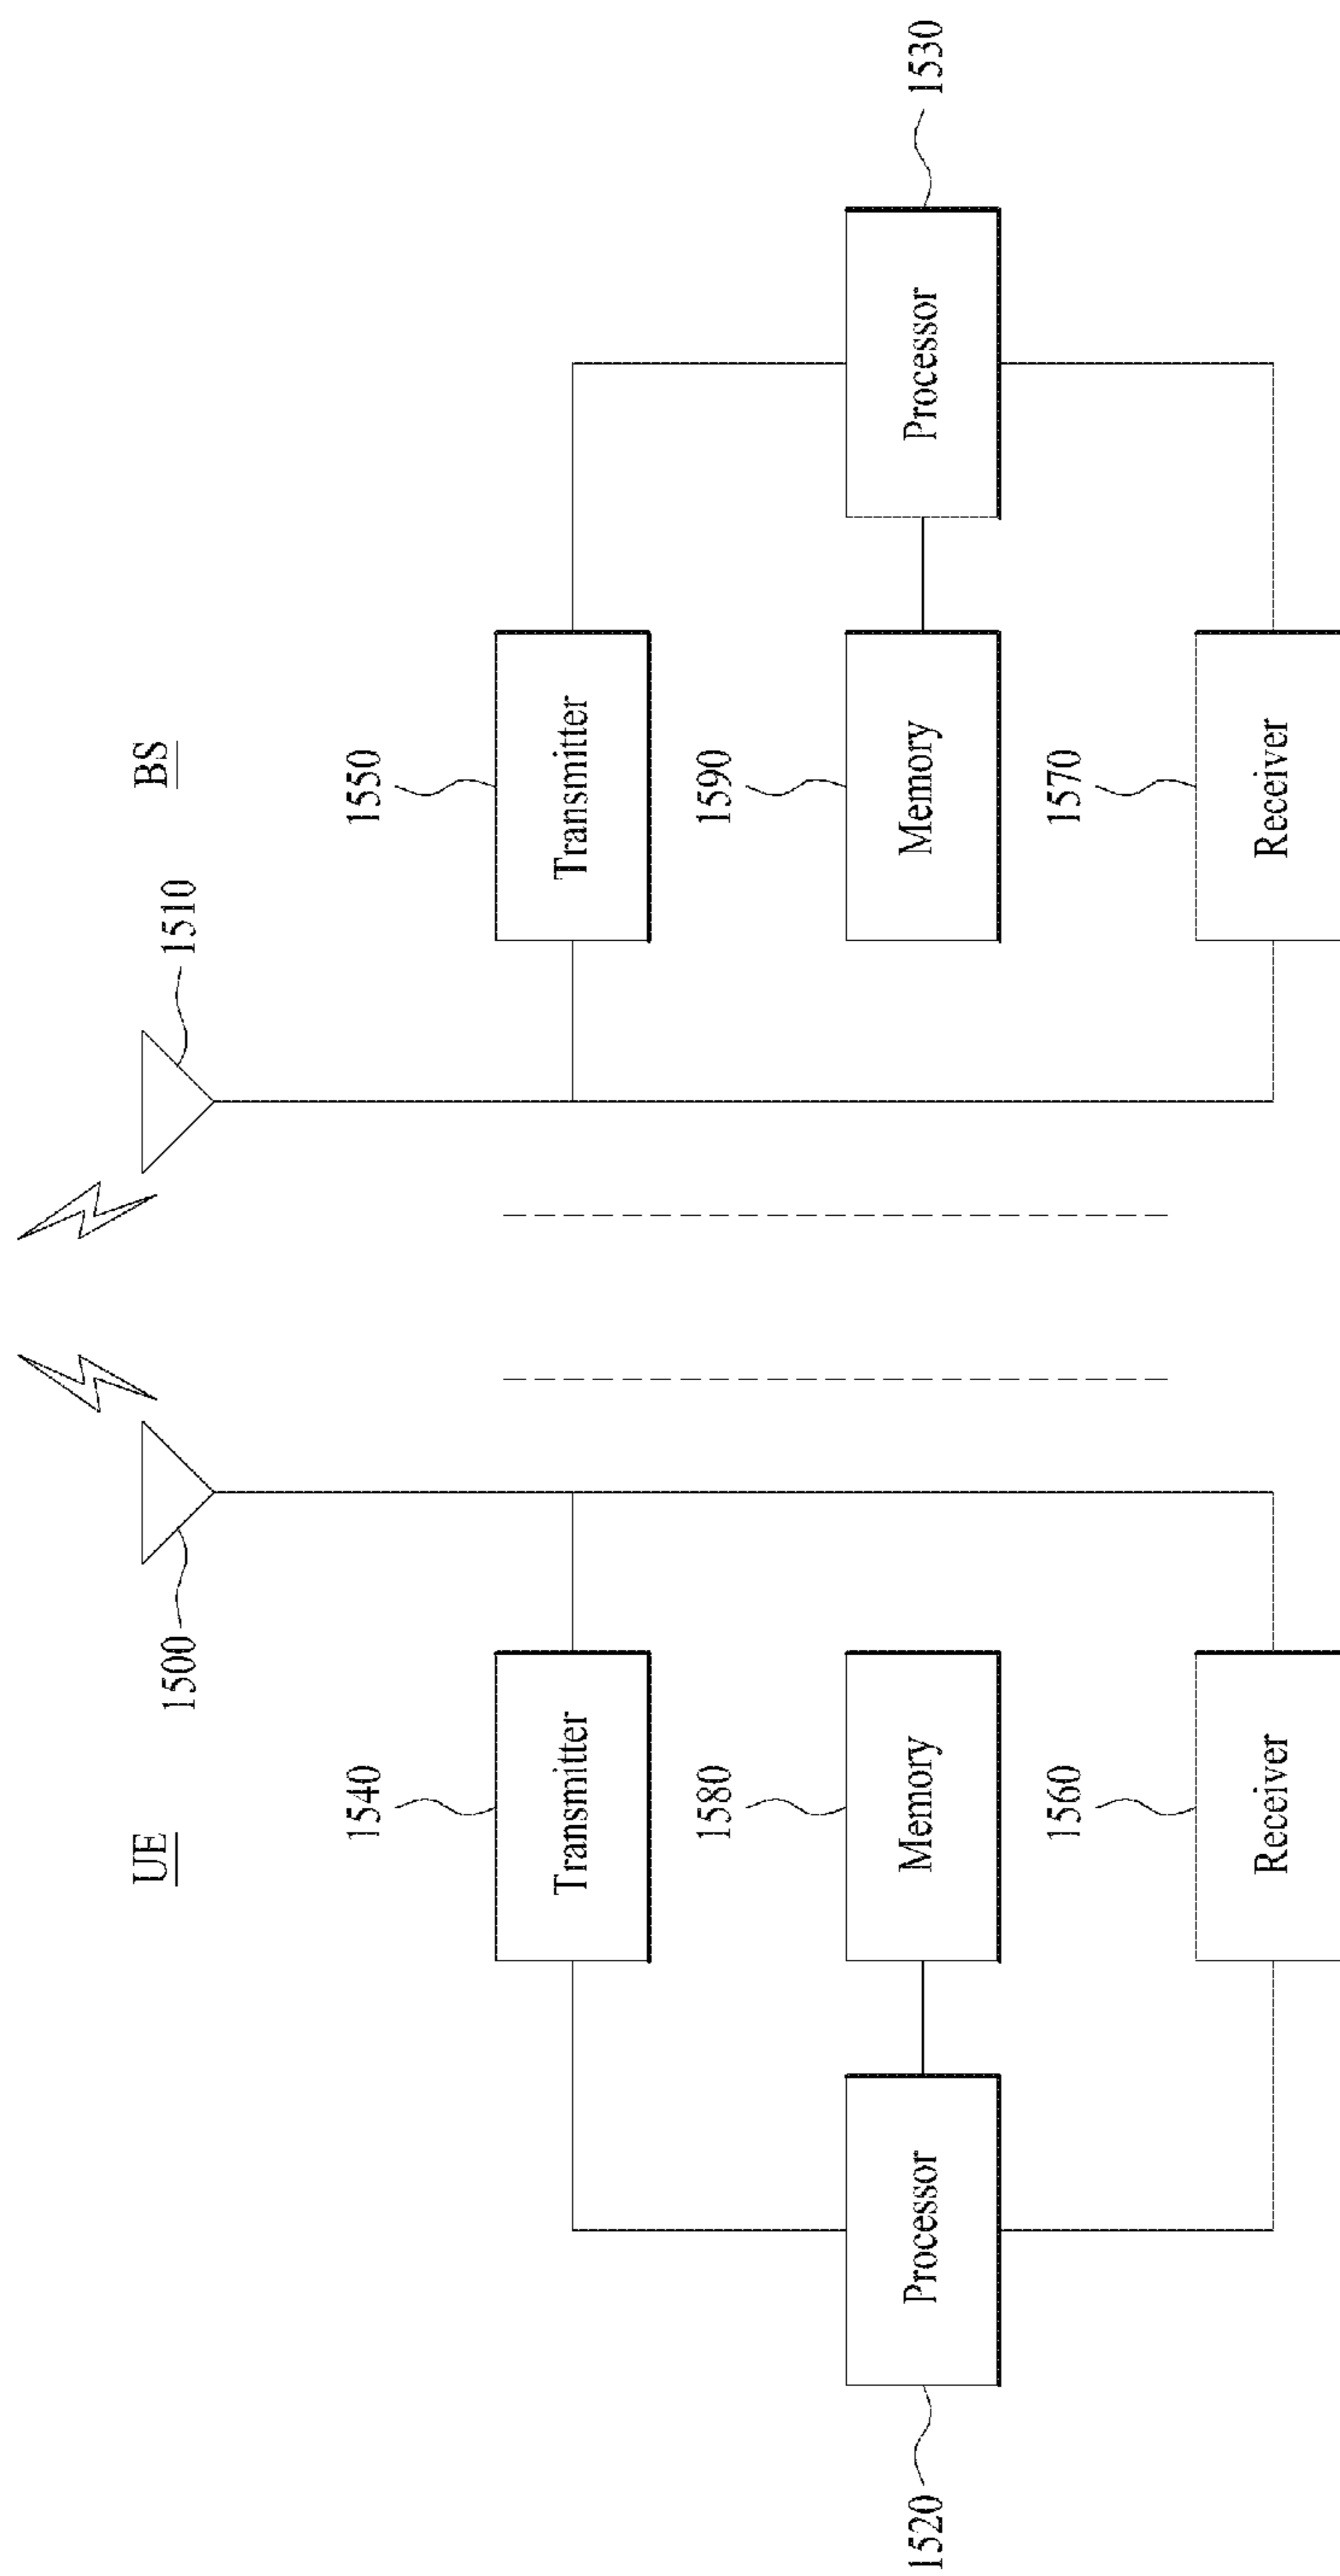 UE
BS
1500
1510
1540
1550
Transmitter
Transmitter
1580
1590
1520
Processor
Memory
Memory
Processor
1530
1560
1570
Receiver
Receiver